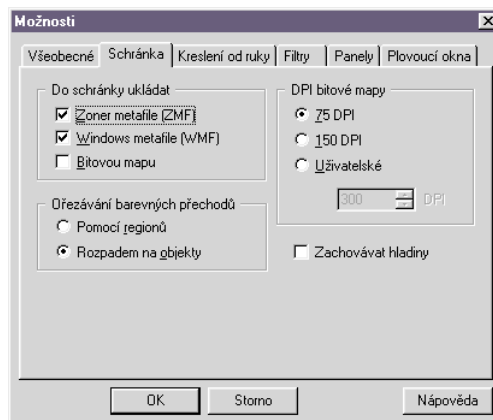 Možnosti
Všeobecné Schránka Kreslení od ruky Filtry Panely Plovoucí okna
Do schránky ukládat
Zoner metafile (ZMF)
Windows metafile (WMF)
Bitovou mapu
Ořezávání barevných přechodů
Pomocí regionů
Rozpadem na objekty
DPI bitové mapy
75 DPI
150 DPI
Uživatelské
300 DPI
Zachovávat hladiny
OK Storno Nápověda